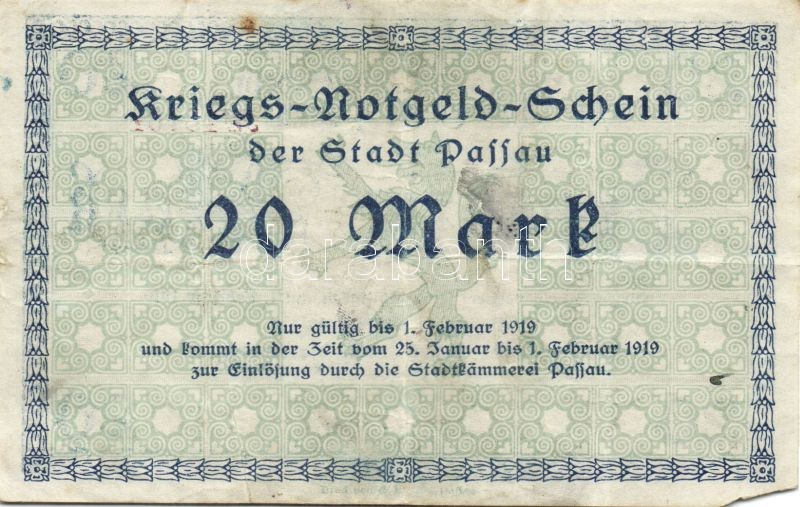 Kriegs-Notgeld-Schein
der Stadt Passau
20 Mark
darabanth
Nur gültig bis 1. Februar 1919
und kommt in der Zeit vom 25. Januar bis 1. Februar 1919
zur Einlösung durch die Stadtkämmerei Passau.